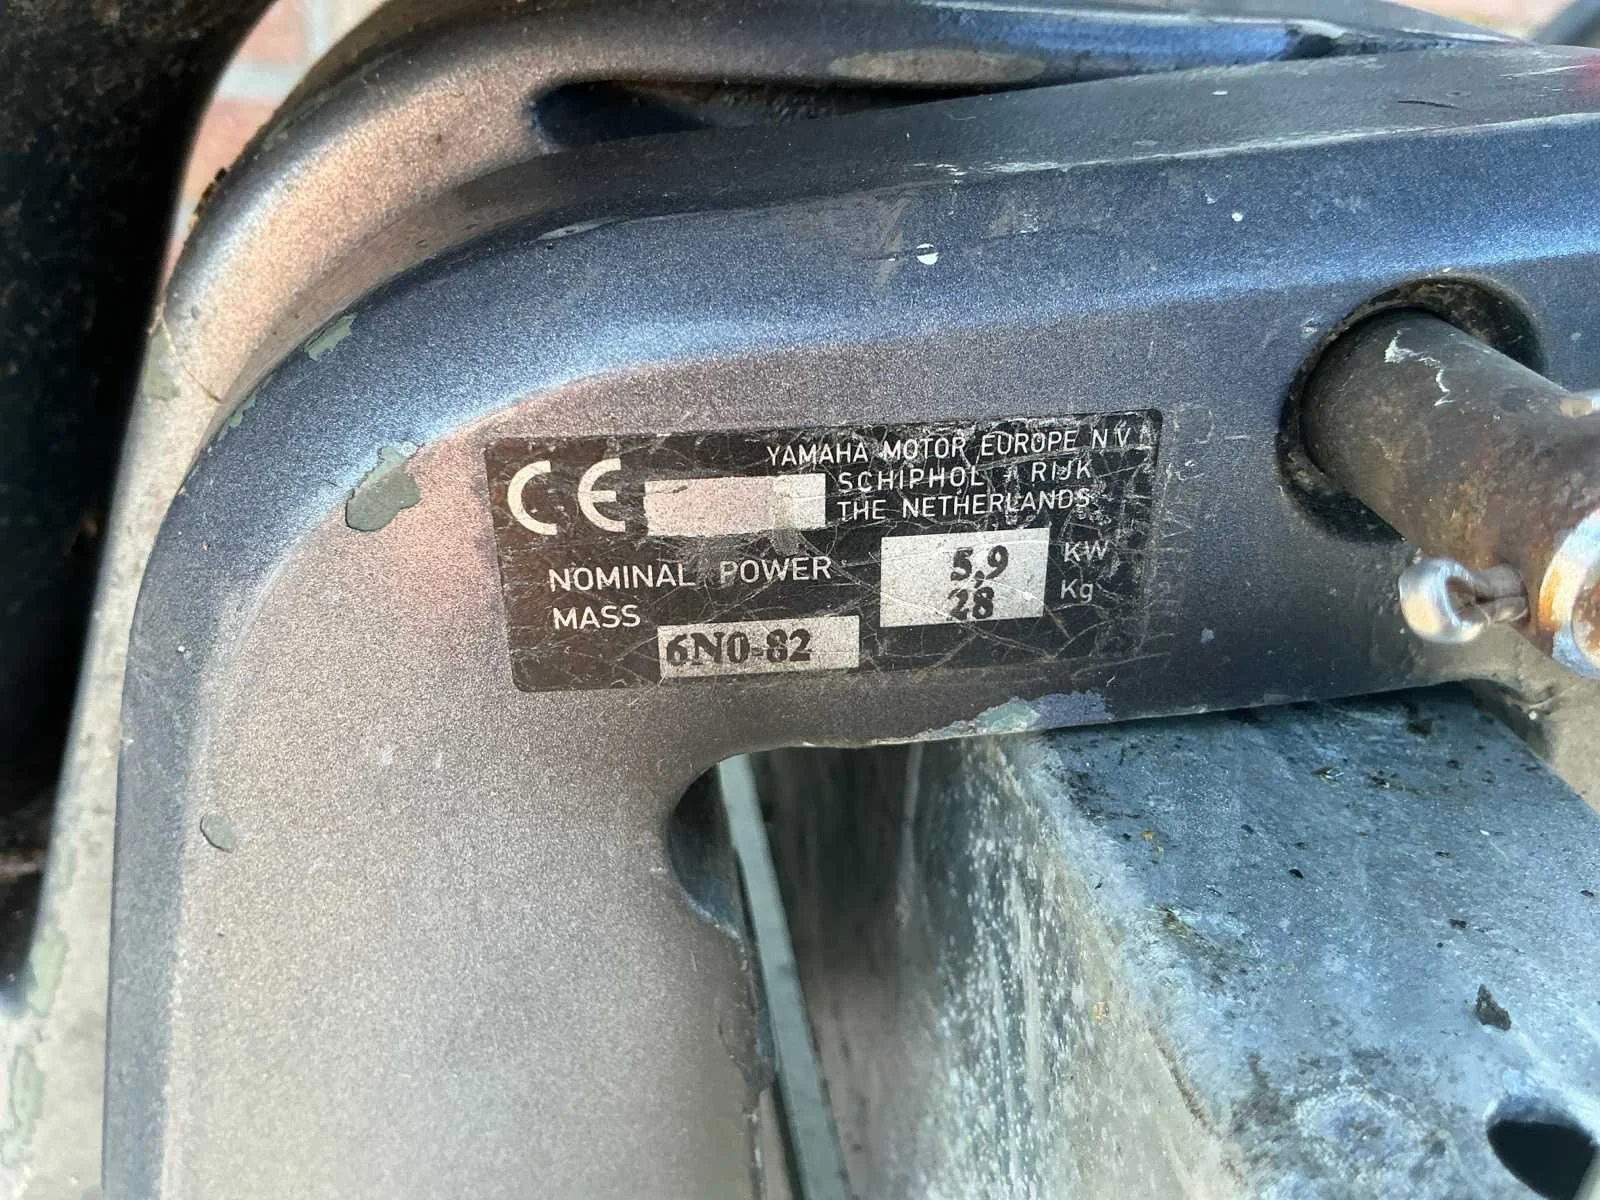 CE
YAMAHA MOTOR EUROPE N V
SCHIPHOL - RIJK
THE NETHERLANDS
NOMINAL POWER 5,9 KW
MASS 28 Kg
6N0-82